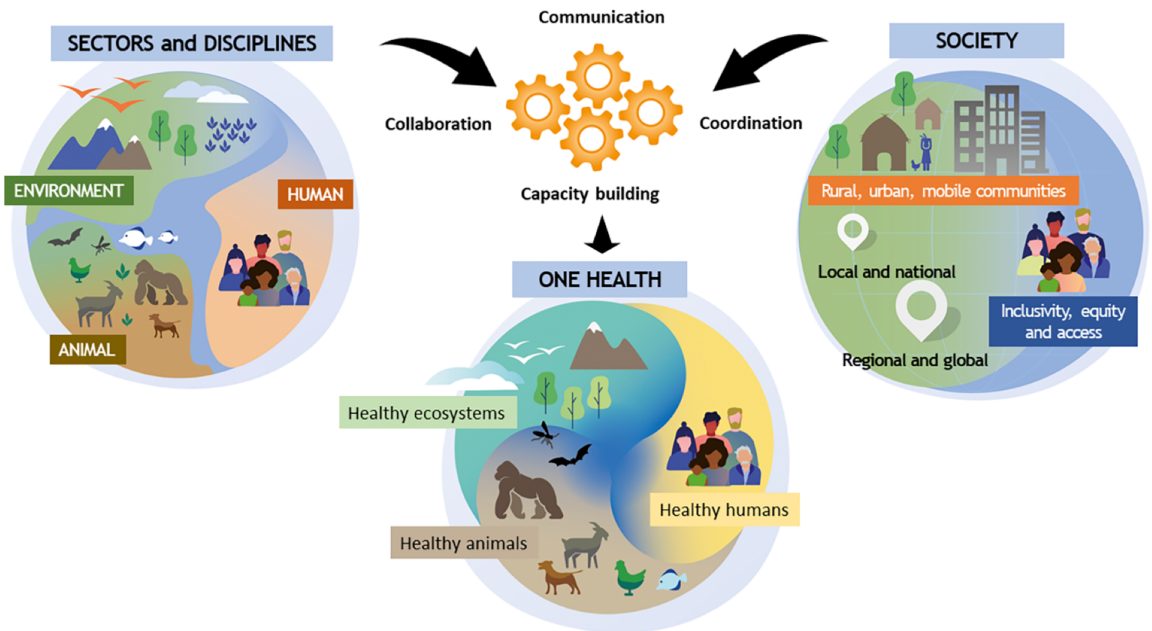 Communication
SECTORS and DISCIPLINES
SOCIETY
Collaboration
Coordination
Capacity building
ENVIRONMENT
HUMAN
ANIMAL
Rural, urban, mobile communities
Local and national
Inclusivity, equity
and access
Regional and global
ONE HEALTH
Healthy ecosystems
Healthy humans
Healthy animals